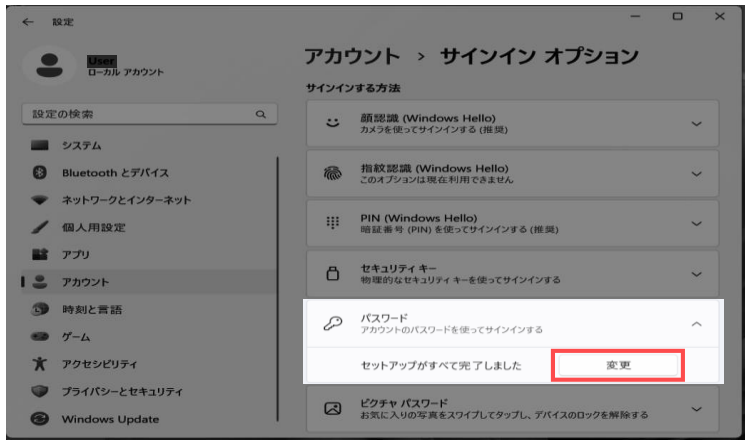 設定
User
ローカル アカウント
設定の検索
システム
Bluetooth とデバイス
ネットワークとインターネット
個人用設定
アプリ
アカウント
時刻と言語
ゲーム
アクセシビリティ
プライバシーとセキュリティ
Windows Update
アカウント > サインイン オプション
サインインする方法
顔認識 (Windows Hello)
カメラを使ってサインインする (推奨)
指紋認識 (Windows Hello)
このオプションは現在利用できません
PIN (Windows Hello)
暗証番号 (PIN) を使ってサインインする (推奨)
セキュリティ キー
物理的なセキュリティ キーを使ってサインインする
パスワード
アカウントのパスワードを使ってサインインする
セットアップがすべて完了しました
変更
ピクチャ パスワード
お気に入りの写真をスワイプしてタップし、デバイスのロックを解除する